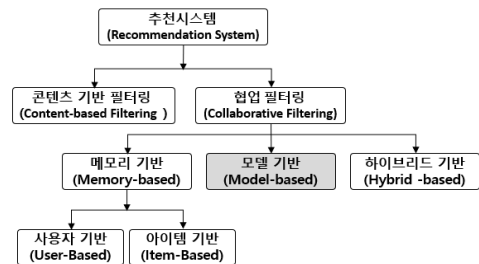 추천시스템
(Recommendation System)
콘텐츠 기반 필터링
(Content-based Filtering )
협업 필터링
(Collaborative Filtering)
메모리 기반
(Memory-based)
모델 기반
(Model-based)
하이브리드 기반
(Hybrid -based)
사용자 기반
(User-Based)
아이템 기반
(Item-Based)